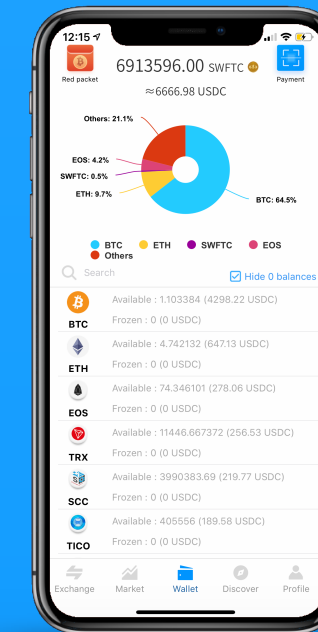 12:15
Red packet
6913596.00 SWFTC
Payment
≈6666.98 USDC
Others: 21.1%
EOS: 4.2%
SWFTC: 0.5%
ETH: 9.7%
BTC: 64.5%
BTC ETH SWFTC EOS
Others
Search
Hide 0 balances
Available : 1.103384 (4298.22 USDC)
BTC
Frozen : 0 (0 USDC)
Available : 4.742132 (647.13 USDC)
ETH
Frozen : 0 (0 USDC)
Available : 74.346101 (278.06 USDC)
EOS
Frozen : 0 (0 USDC)
Available : 11446.667372 (256.53 USDC)
TRX
Frozen : 0 (0 USDC)
Available : 3990383.69 (219.77 USDC)
SCC
Frozen : 0 (0 USDC)
Available : 405556 (189.58 USDC)
TICO
Frozen : 0 (0 USDC)
Exchange Market Wallet Discover Profile